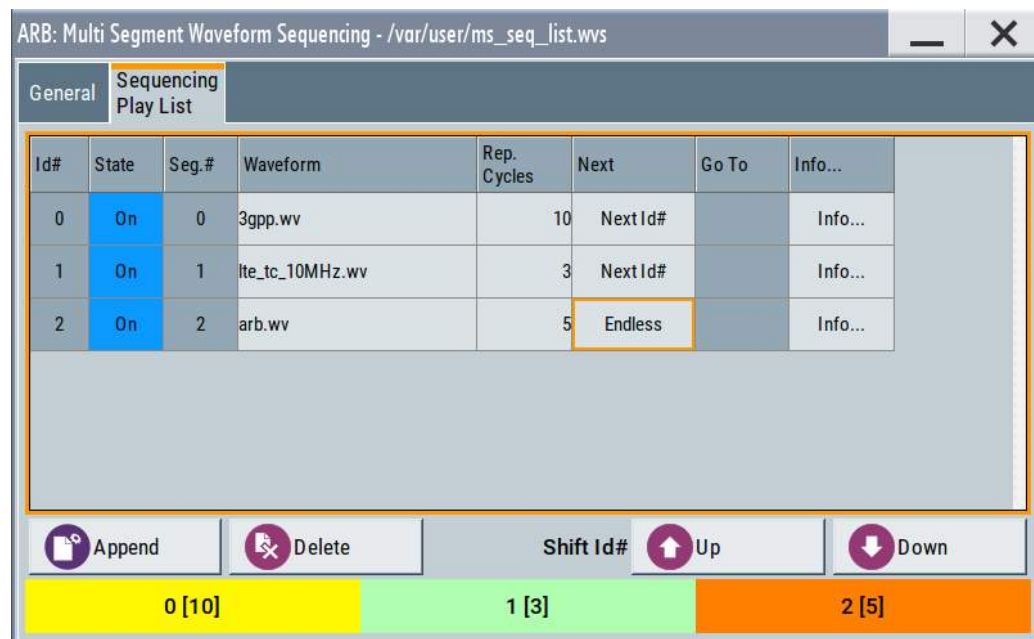 ARB: Multi Segment Waveform Sequencing - /var/user/ms_seq_list.wvs
General
Sequencing
Play List
Id# State Seg.# Waveform Rep. Cycles Next Go To Info...
0 On 0 3gpp.wv 10 Next Id# Info...
1 On 1 lte_tc_10MHz.wv 3 Next Id# Info...
2 On 2 arb.wv 5 Endless Info...
Append Delete Shift Id# Up Down
0 [10] 1 [3] 2 [5]